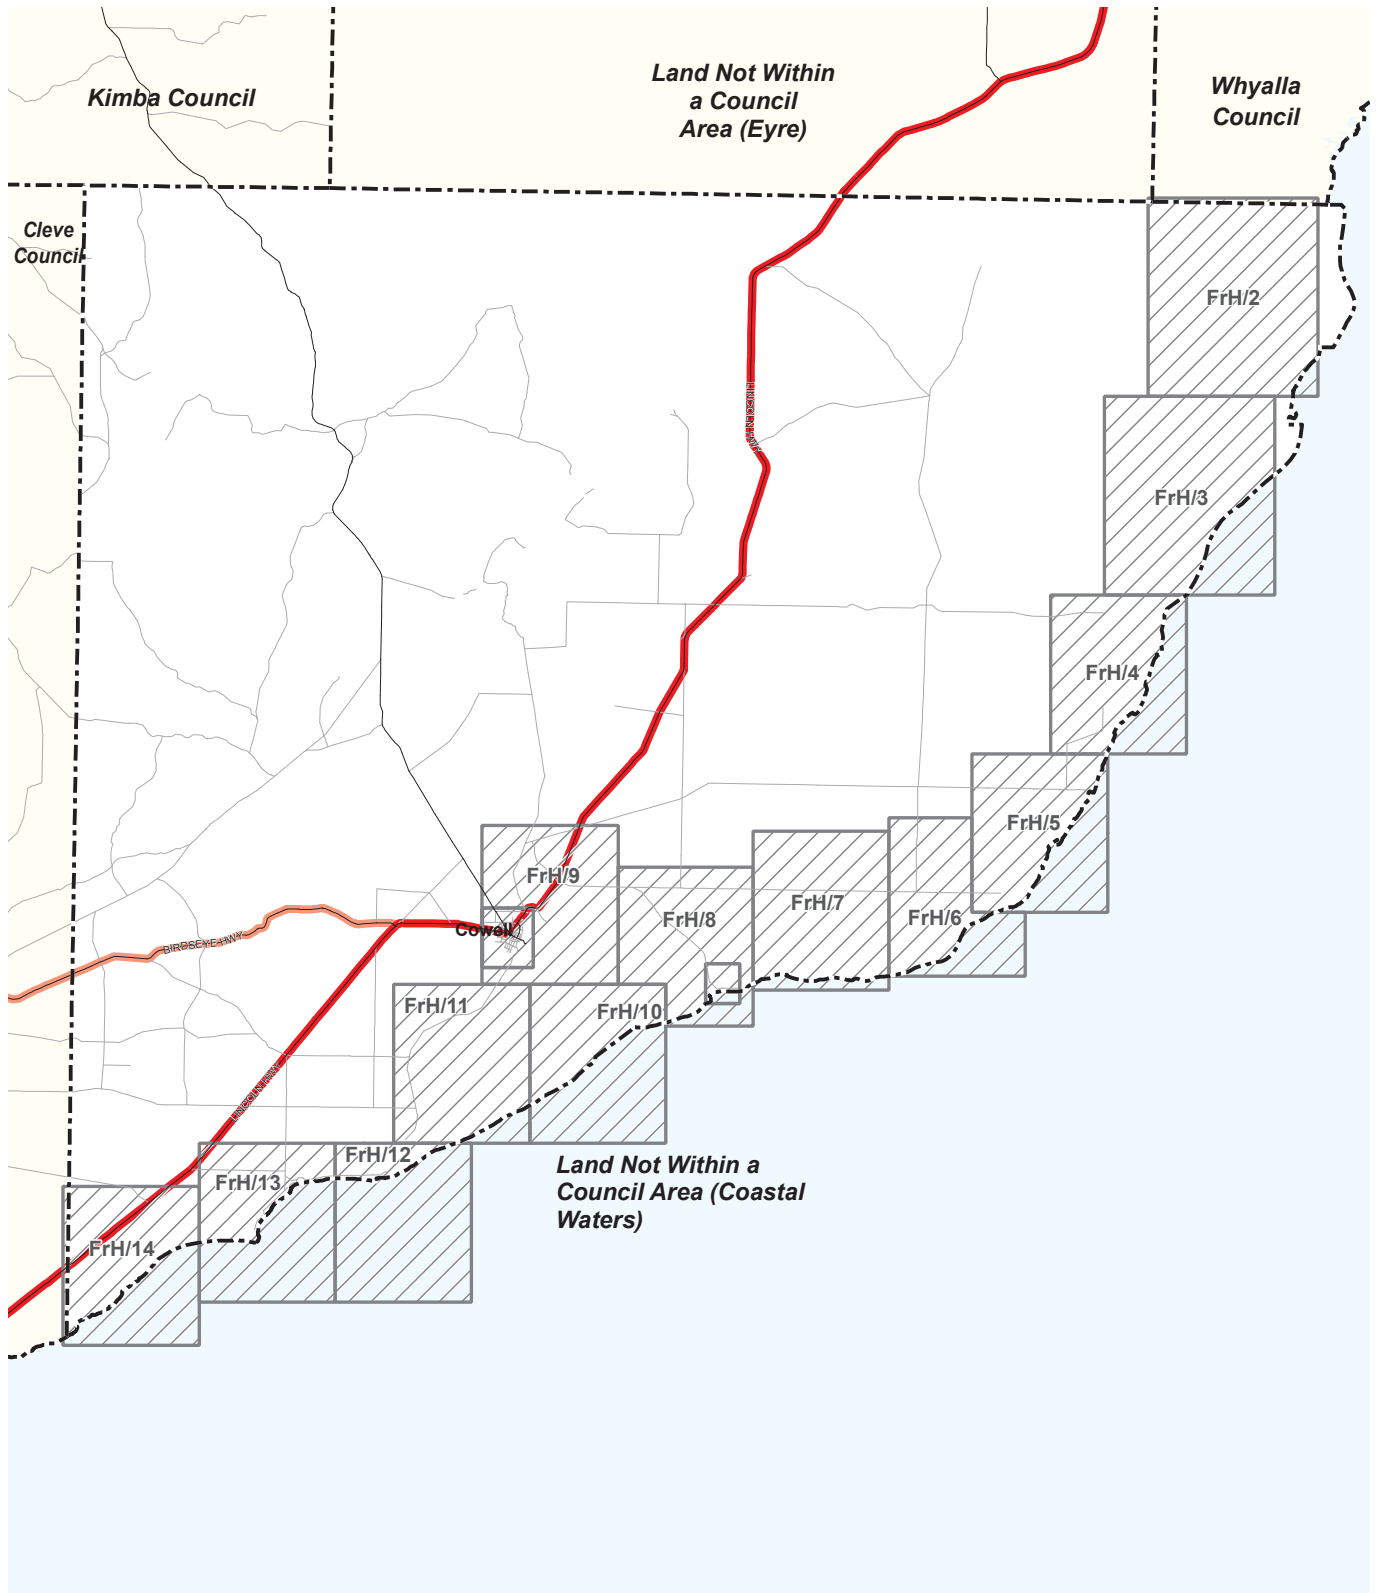 Land Not Within
a Council
Area (Eyre)
Kimba Council
Whyalla
Council
Cleve
Council
FrH/2
LINCOLN HWY
FrH/3
FrH/4
FrH/5
FrH/9
FrH/7
FrH/8
FrH/6
Cowell
BIRDSEYE HWY
FrH/11
FrH/10
LINCOLN HWY
FrH/12
FrH/13
Land Not Within a
Council Area (Coastal
Waters)
FrH/14